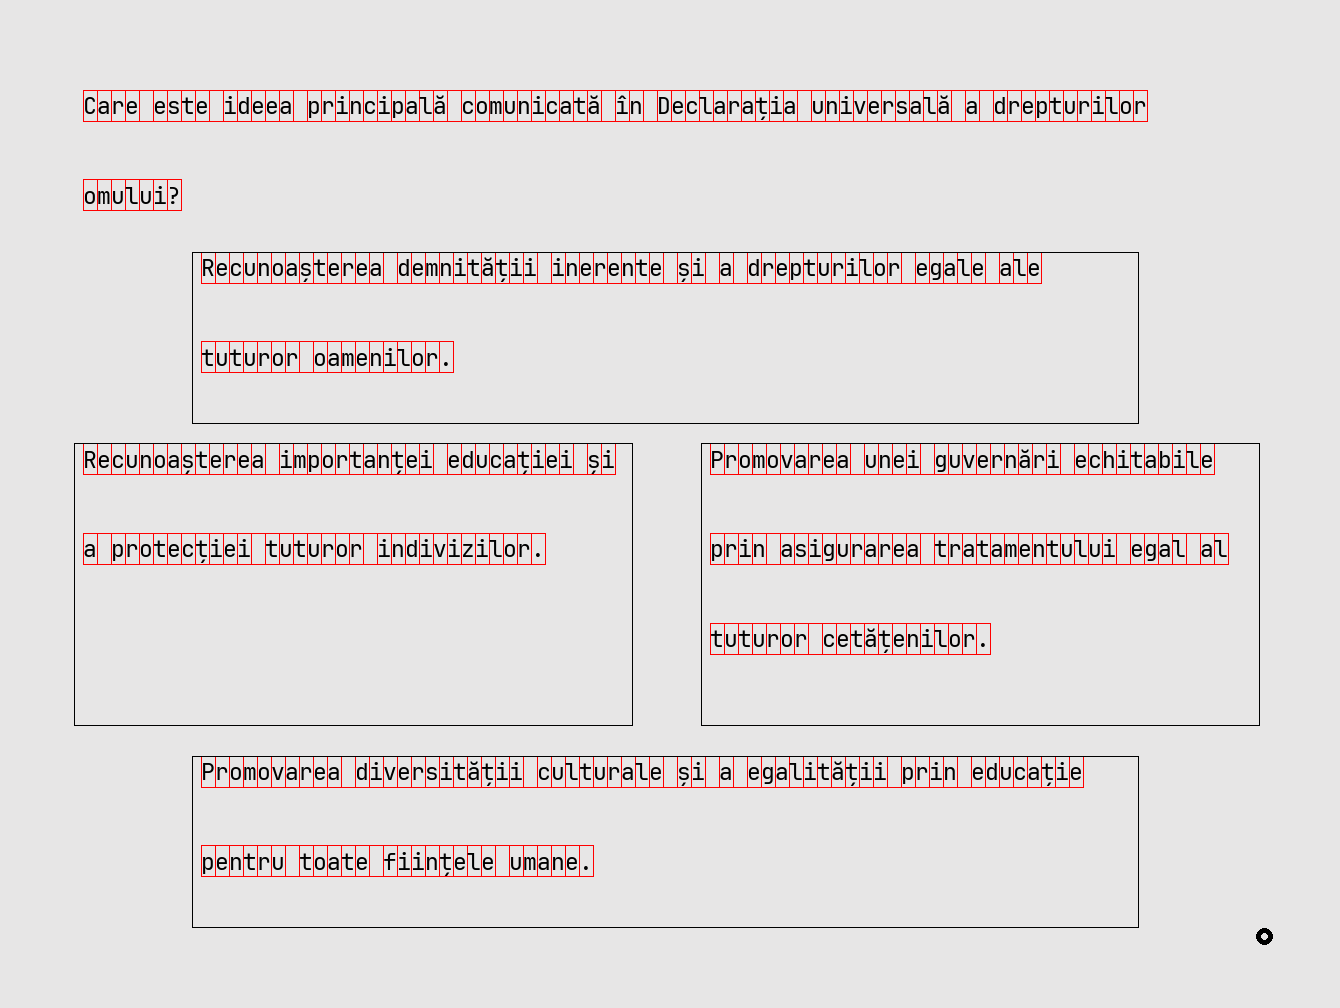 Care este ideea principală comunicată în Declarația universală a drepturilor
omului?
Recunoașterea demnității inerente și a drepturilor egale ale
tuturor oamenilor.
Recunoașterea importanței educației și
a protecției tuturor indivizilor.
Promovarea unei guvernări echitabile
prin asigurarea tratamentului egal al
tuturor cetățenilor.
Promovarea diversității culturale și a egalității prin educație
pentru toate ființele umane.